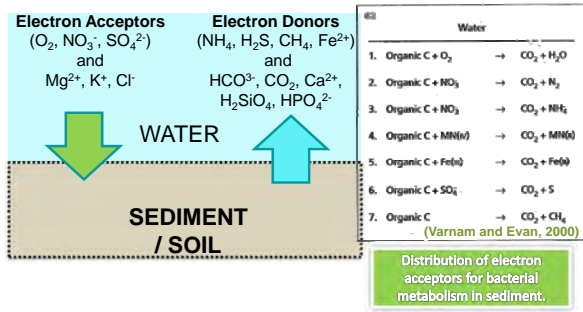 Electron Acceptors
(O₂, NO₃⁻, SO₄²⁻)
and
Mg²⁺, K⁺, Cl⁻
Electron Donors
(NH₄, H₂S, CH₄, Fe²⁺)
and
HCO³⁻, CO₂, Ca²⁺,
H₂SiO₄, HPO₄²⁻
WATER
SEDIMENT
/ SOIL
Water
1. Organic C + O₂ → CO₂ + H₂O
2. Organic C + NO₃ → CO₂ + N₂
3. Organic C + NO₃ → CO₂ + NH₄
4. Organic C + MN(IV) → CO₂ + MN(II)
5. Organic C + Fe(III) → CO₂ + Fe(II)
6. Organic C + SO₄ → CO₂ + S
7. Organic C → CO₂ + CH₄
(Varnam and Evan, 2000)
Distribution of electron
acceptors for bacterial
metabolism in sediment.